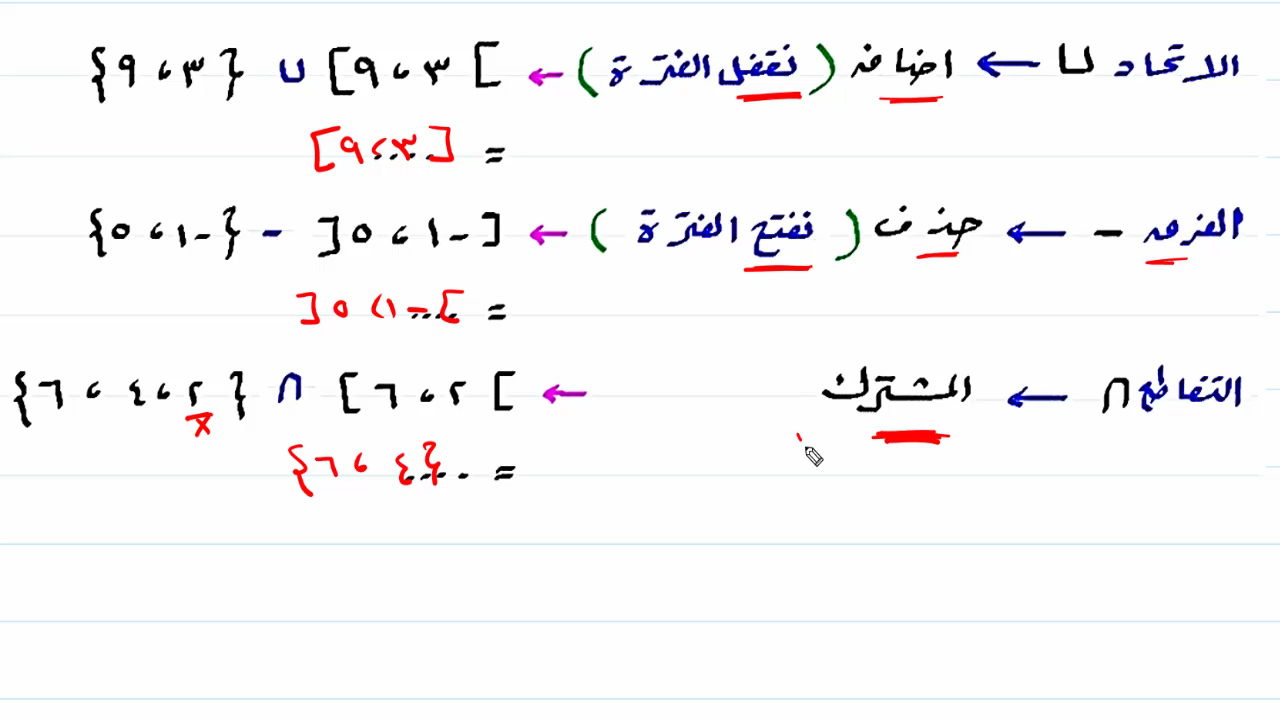 الاتحاد ∪ ← اضافه ( نقفل الفترة ) ← ]٣ ، ٩] ∪ {٣ ، ٩}
= .... [٣ ، ٩]
الفرق - ← حذف ( نفتح الفترة ) ← [-١ ، ٥[ - {-١ ، ٥}
= .... ]-١ ، ٥[
التقاطع ∩ ← المشترك ← ]٢ ، ٦] ∩ {٢ ، ٤ ، ٦}
= .... {٤ ، ٦}